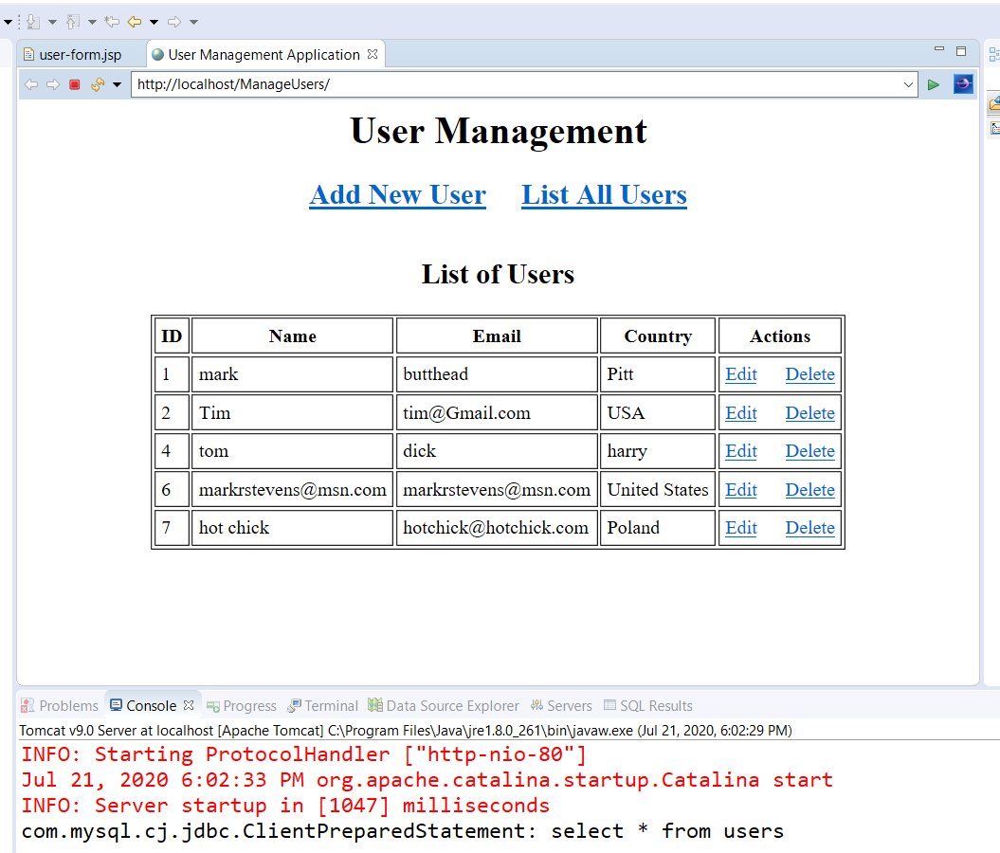 user-form.jsp User Management Application
http://localhost/ManageUsers/
User Management
Add New User List All Users
List of Users
ID Name Email Country Actions
1 mark butthead Pitt Edit Delete
2 Tim tim@Gmail.com USA Edit Delete
4 tom dick harry Edit Delete
6 markrstevens@msn.com markrstevens@msn.com United States Edit Delete
7 hot chick hotchick@hotchick.com Poland Edit Delete
Problems Console Progress Terminal Data Source Explorer Servers SQL Results
Tomcat v9.0 Server at localhost [Apache Tomcat] C:\Program Files\Java\jre1.8.0_261\bin\javaw.exe (Jul 21, 2020, 6:02:29 PM)
INFO: Starting ProtocolHandler ["http-nio-80"]
Jul 21, 2020 6:02:33 PM org.apache.catalina.startup.Catalina start
INFO: Server startup in [1047] milliseconds
com.mysql.cj.jdbc.ClientPreparedStatement: select * from users